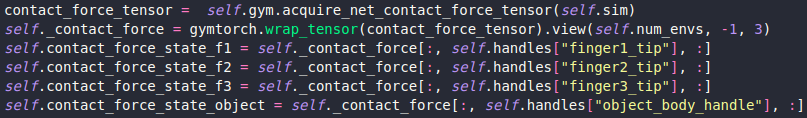 contact_force_tensor =  self.gym.acquire_net_contact_force_tensor(self.sim)
self._contact_force = gymtorch.wrap_tensor(contact_force_tensor).view(self.num_envs, -1, 3)
self.contact_force_state_f1 = self._contact_force[:, self.handles["finger1_tip"], :]
self.contact_force_state_f2 = self._contact_force[:, self.handles["finger2_tip"], :]
self.contact_force_state_f3 = self._contact_force[:, self.handles["finger3_tip"], :]
self.contact_force_state_object = self._contact_force[:, self.handles["object_body_handle"], :]